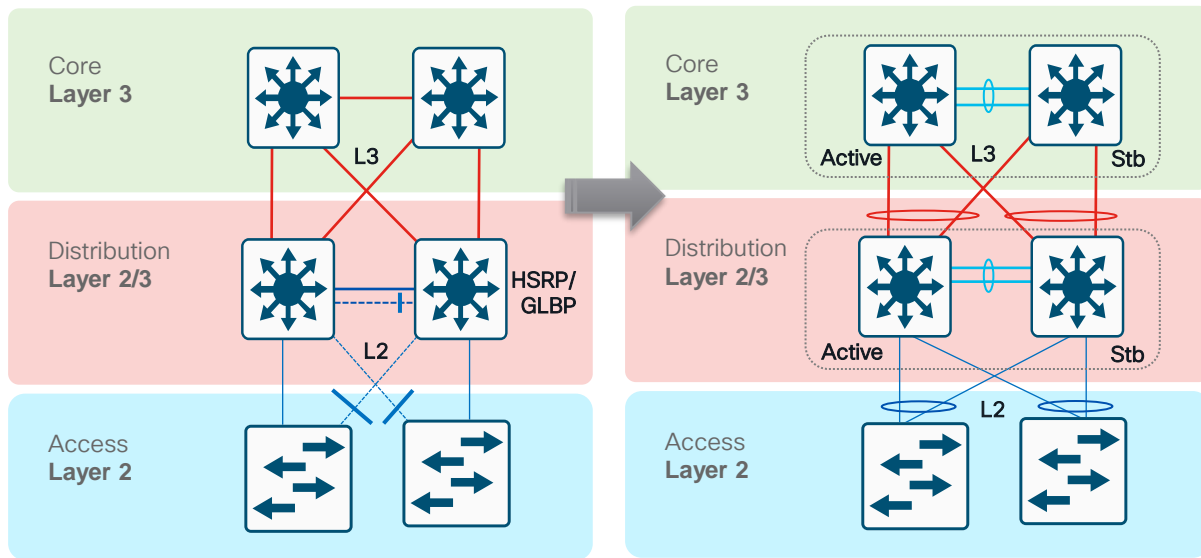 Core
Layer 3
L3
Distribution
Layer 2/3
HSRP/
GLBP
L2
Access
Layer 2
Core
Layer 3
Active
L3
Stb
Distribution
Layer 2/3
Active
Stb
L2
Access
Layer 2